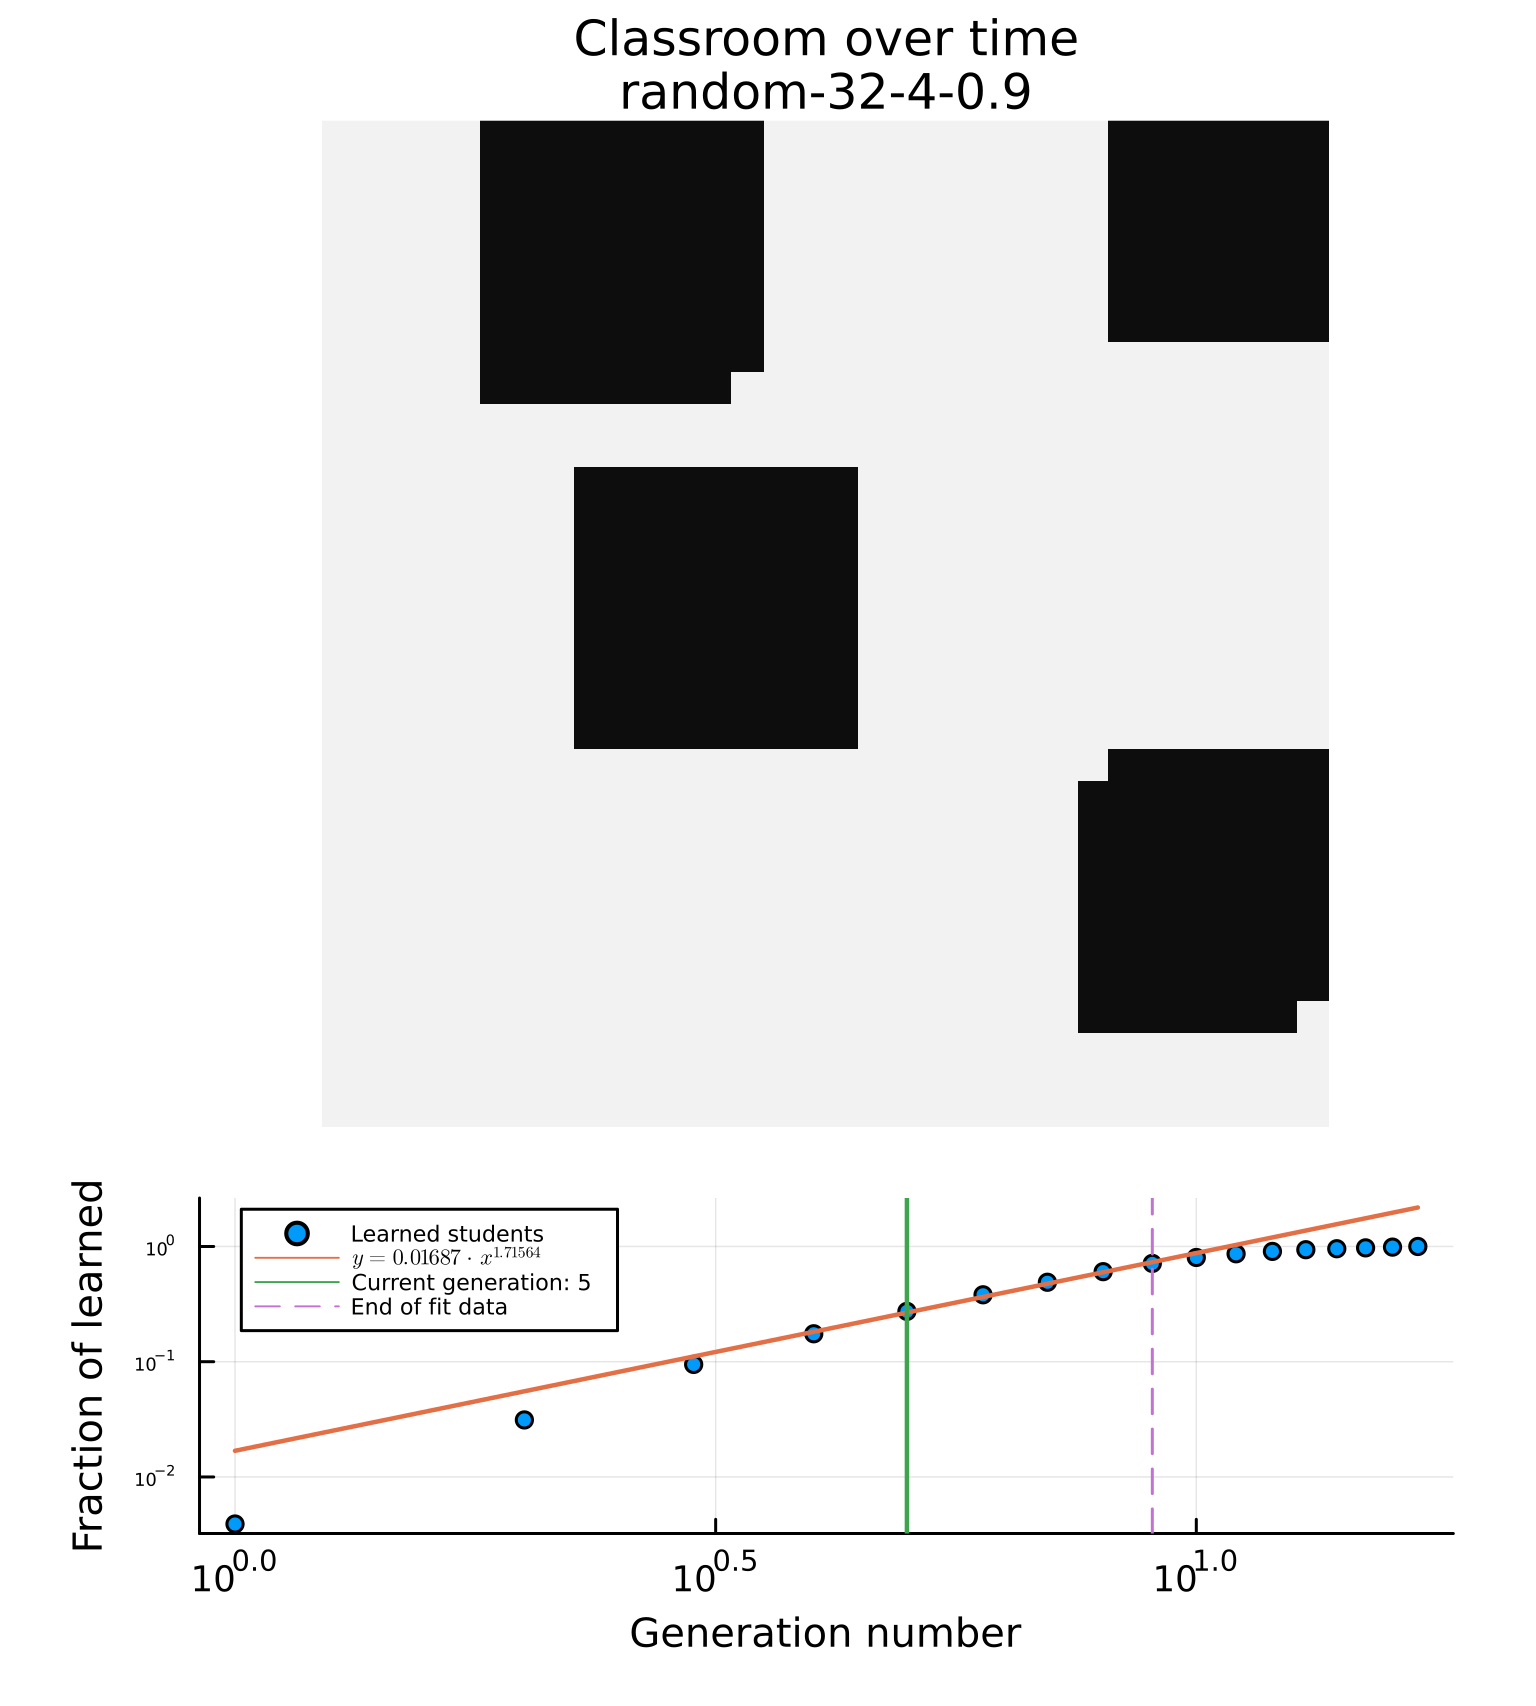 Classroom over time
random-32-4-0.9
Fraction of learned
10^0
10^-1
10^-2
Learned students
y = 0.01687 · x^1.71564
Current generation: 5
End of fit data
10^0.0
10^0.5
10^1.0
Generation number